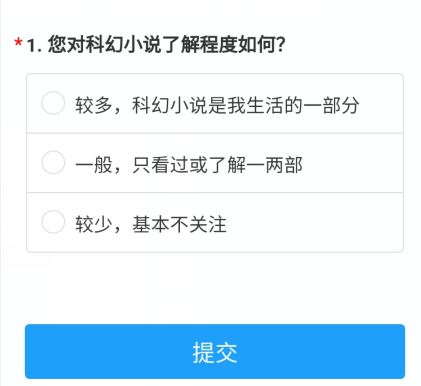 * 1. 您对科幻小说了解程度如何?
较多，科幻小说是我生活的一部分
一般，只看过或了解一两部
较少，基本不关注
提交